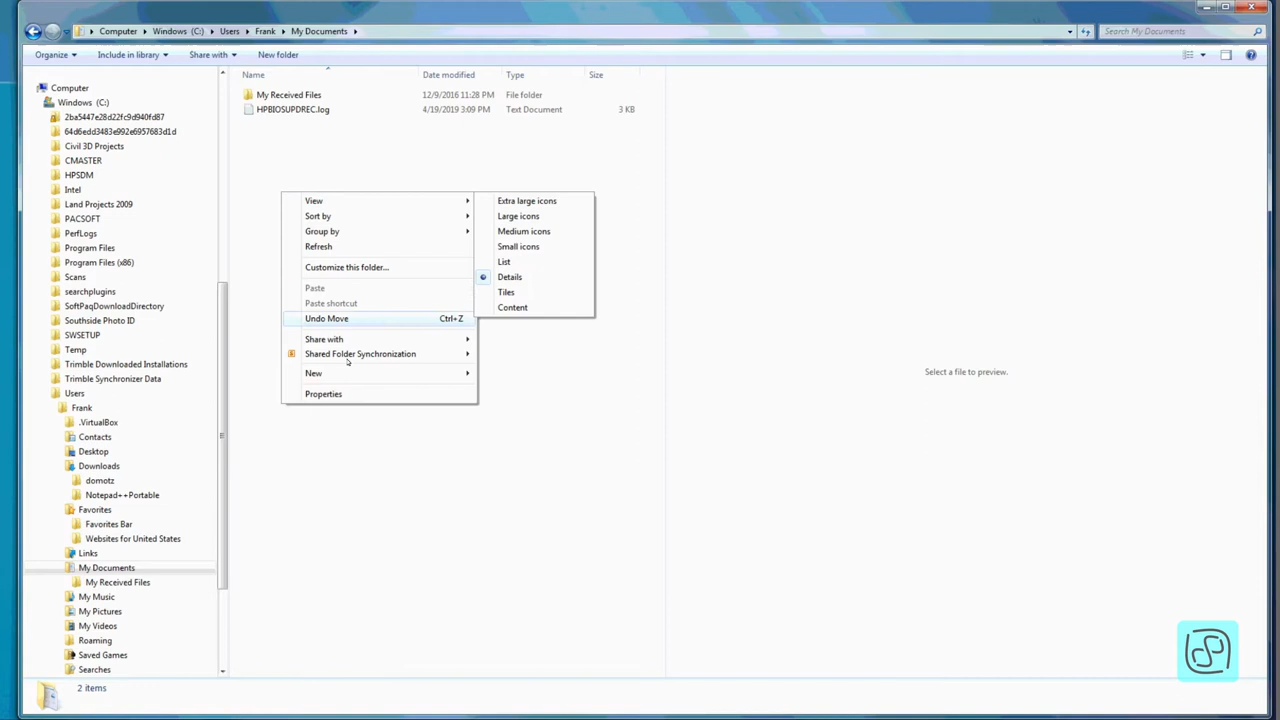 Computer Windows (C:) Users Frank My Documents
Search My Documents
Organize Include in library Share with New folder
Name Date modified Type Size
My Received Files 12/9/2016 11:28 PM File folder
HPBIOSUPDREC.log 4/19/2019 3:09 PM Text Document 3 KB
Computer
Windows (C:)
2ba5447e28d22fc9d940fd87
64d6edd3483e992e6957683d1d
Civil 3D Projects
CMASTER
HPSDM
Intel
Land Projects 2009
PACSOFT
PerfLogs
Program Files
Program Files (x86)
Scans
searchplugins
SoftPaqDownloadDirectory
Southside Photo ID
SWSETUP
Temp
Trimble Downloaded Installations
Trimble Synchronizer Data
Users
Frank
.VirtualBox
Contacts
Desktop
Downloads
domotz
Notepad++Portable
Favorites
Favorites Bar
Websites for United States
Links
My Documents
My Received Files
My Music
My Pictures
My Videos
Roaming
Saved Games
Searches
View
Sort by
Group by
Refresh
Customize this folder...
Paste
Paste shortcut
Undo Move Ctrl+Z
Share with
Shared Folder Synchronization
New
Properties
Extra large icons
Large icons
Medium icons
Small icons
List
Details
Tiles
Content
Select a file to preview.
2 items